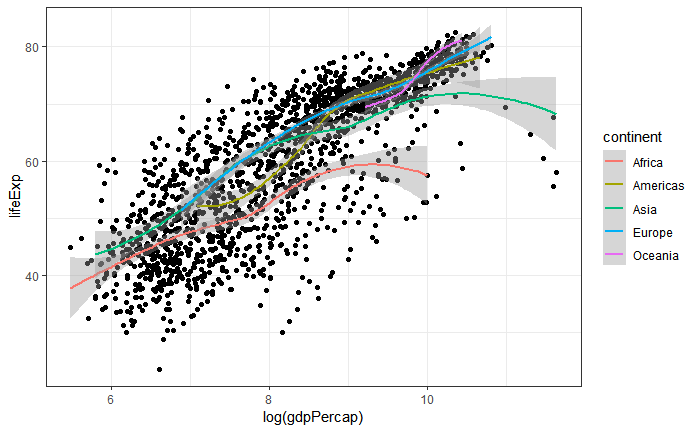 80
60
40
lifeExp
6
8
10
log(gdpPercap)
continent
Africa
Americas
Asia
Europe
Oceania